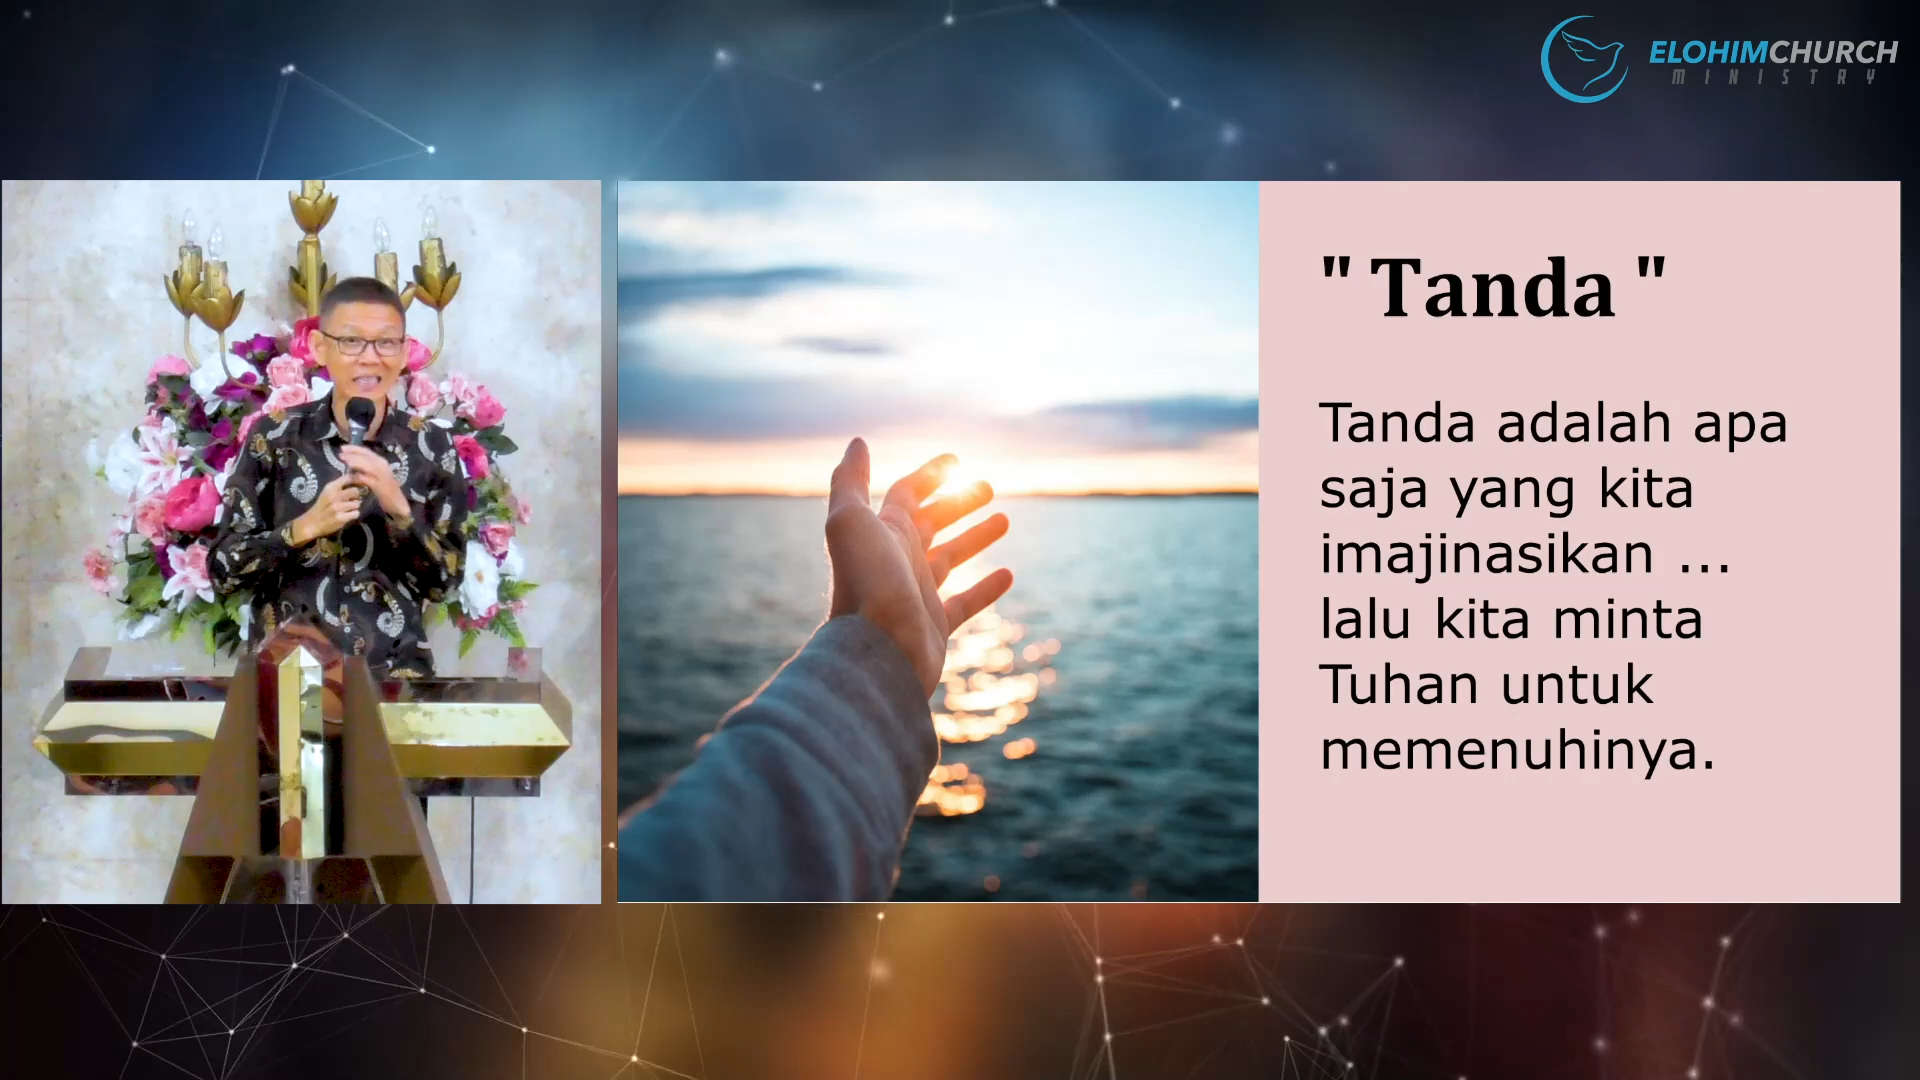 ELOHIMCHURCH
MINISTRY
" Tanda "
Tanda adalah apa
saja yang kita
imajinasikan ...
lalu kita minta
Tuhan untuk
memenuhinya.